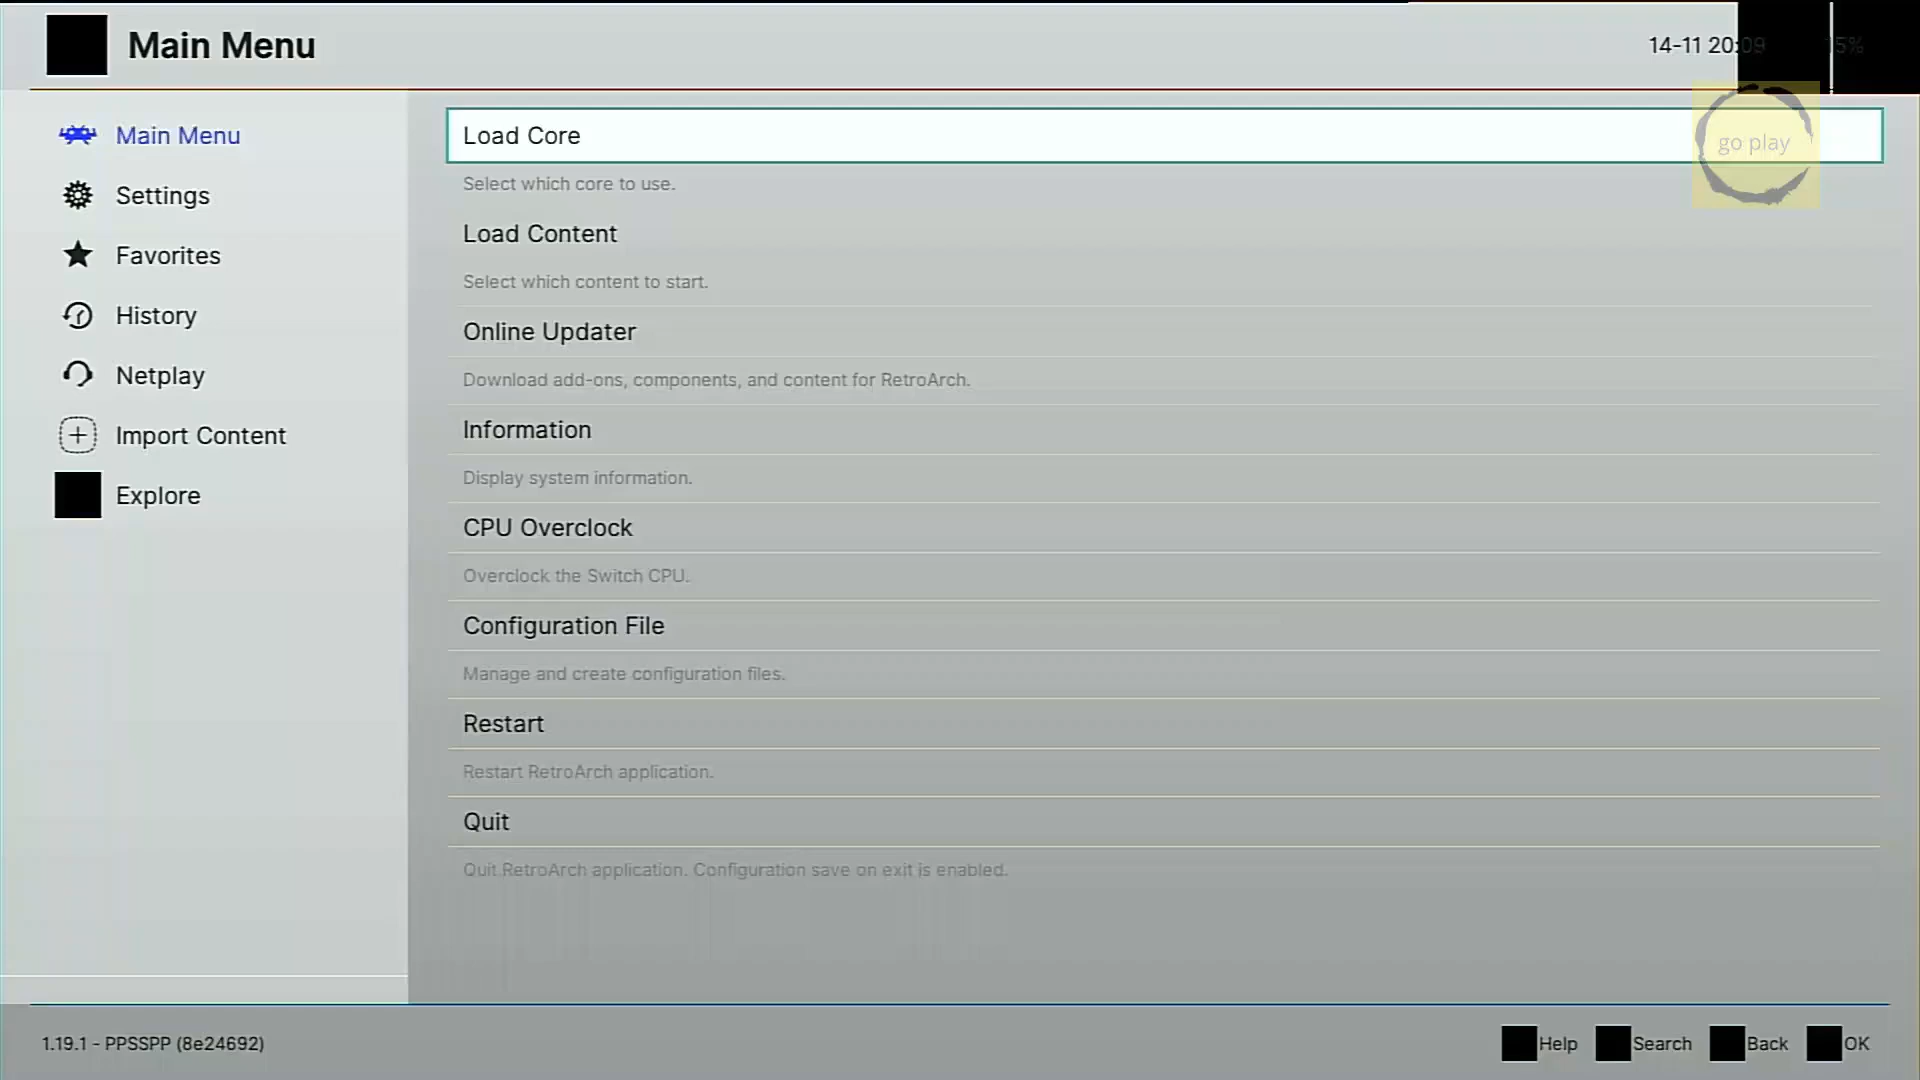 Main Menu
14-11 20:09
15%
Main Menu
Settings
Favorites
History
Netplay
Import Content
Explore
Load Core
go play
Select which core to use.
Load Content
Select which content to start.
Online Updater
Download add-ons, components, and content for RetroArch.
Information
Display system information.
CPU Overclock
Overclock the Switch CPU.
Configuration File
Manage and create configuration files.
Restart
Restart RetroArch application.
Quit
Quit RetroArch application. Configuration save on exit is enabled.
1.19.1 - PPSSPP (8e24692)
Help Search Back OK